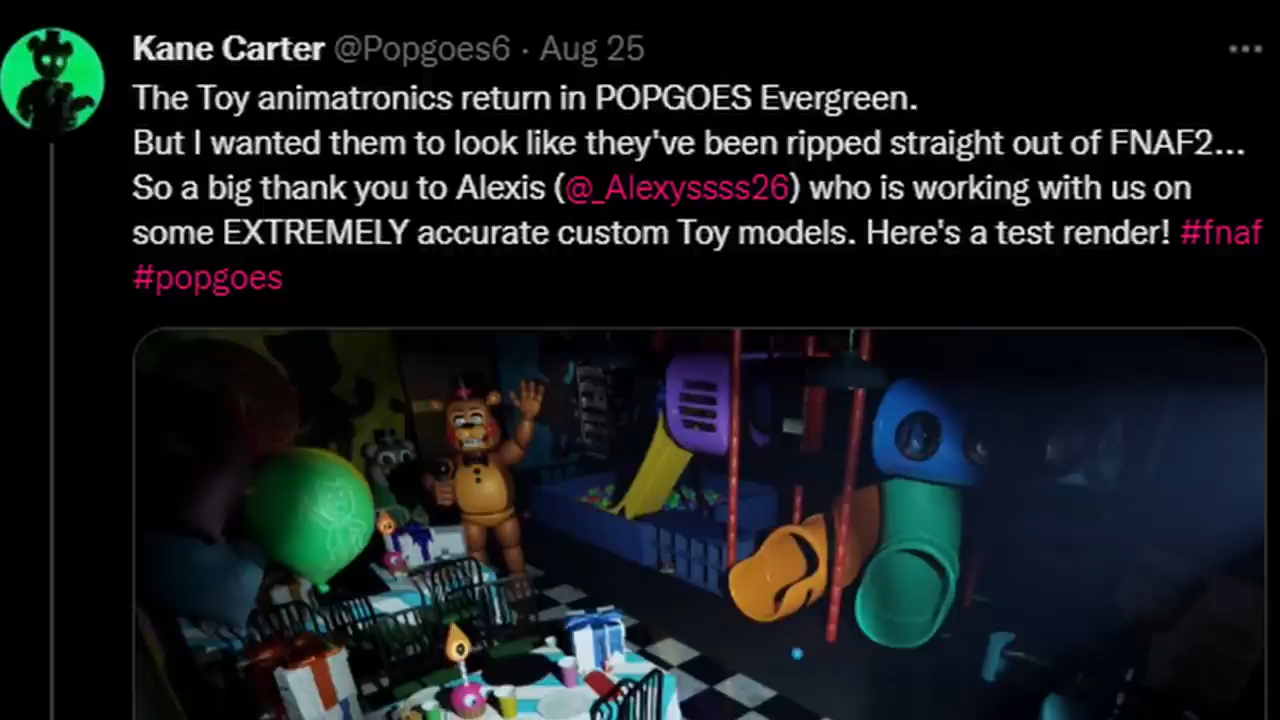 Kane Carter @Popgoes6 · Aug 25
The Toy animatronics return in POPGOES Evergreen.
But I wanted them to look like they've been ripped straight out of FNAF2...
So a big thank you to Alexis (@_Alexyssss26) who is working with us on
some EXTREMELY accurate custom Toy models. Here's a test render! #fnaf
#popgoes